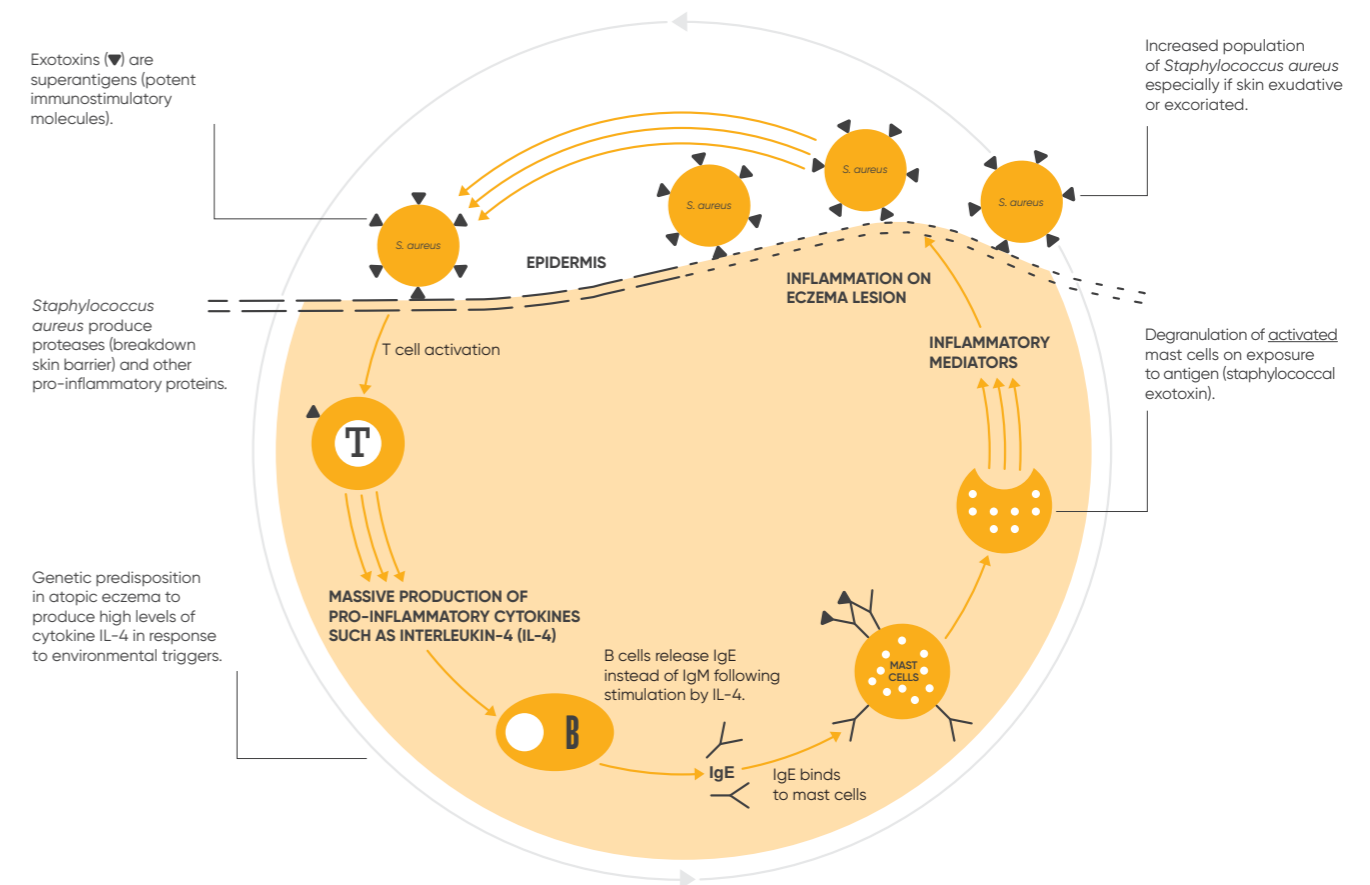 Exotoxins (▼) are
superantigens (potent
immunostimulatory
molecules).
Increased population
of Staphylococcus aureus
especially if skin exudative
or excoriated.
S. aureus
S. aureus
S. aureus
S. aureus
EPIDERMIS
INFLAMMATION ON
ECZEMA LESION
Staphylococcus
aureus produce
proteases (breakdown
skin barrier) and other
pro-inflammatory proteins.
T cell activation
INFLAMMATORY
MEDIATORS
Degranulation of activated
mast cells on exposure
to antigen (staphylococcal
exotoxin).
T
Genetic predisposition
in atopic eczema to
produce high levels of
cytokine IL-4 in response
to environmental triggers.
MASSIVE PRODUCTION OF
PRO-INFLAMMATORY CYTOKINES
SUCH AS INTERLEUKIN-4 (IL-4)
B cells release IgE
instead of IgM following
stimulation by IL-4.
MAST
CELLS
B
IgE
IgE binds
to mast cells